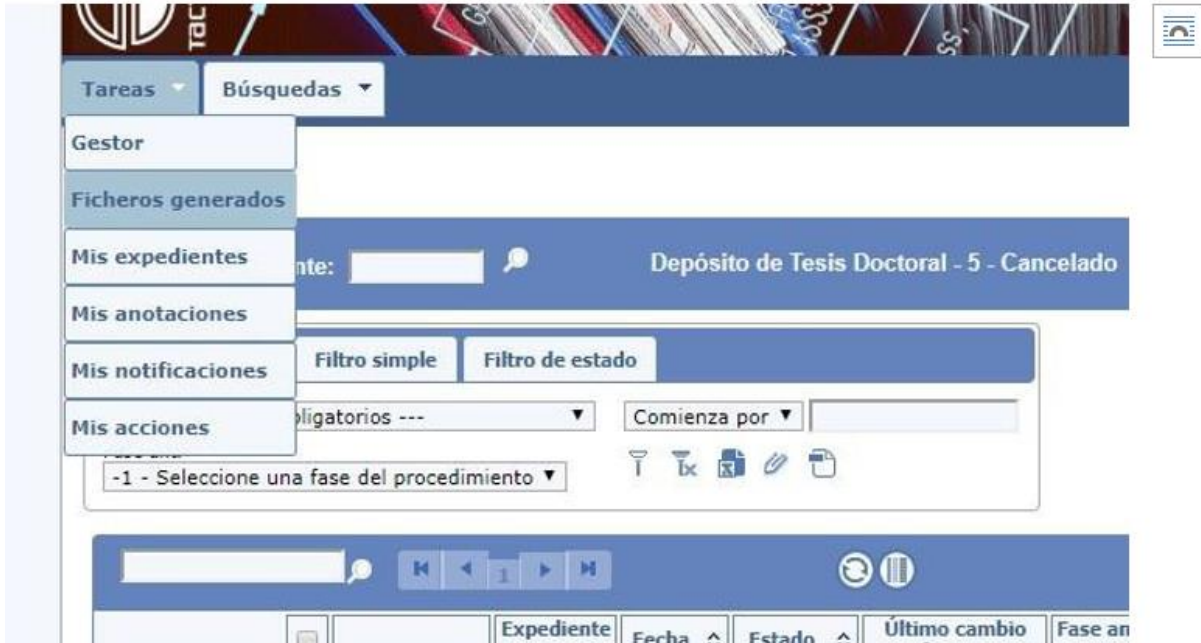 Tareas Búsquedas
Gestor
Ficheros generados
Mis expedientes
nte: Depósito de Tesis Doctoral - 5 - Cancelado
Mis anotaciones
Mis notificaciones Filtro simple Filtro de estado
Mis acciones bligatorios --- Comienza por
-1 - Seleccione una fase del procedimiento
1
Expediente Fecha Estado Último cambio Fase an